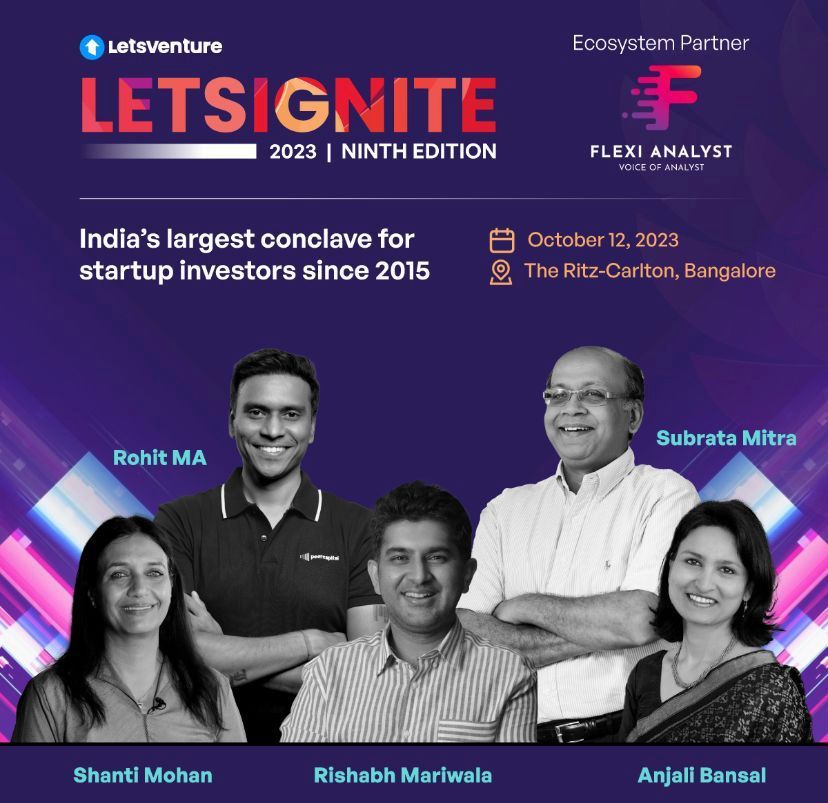 LetsVenture
LETSIGNITE
2023 | NINTH EDITION
Ecosystem Partner
FLEXI ANALYST
VOICE OF ANALYST
India's largest conclave for
startup investors since 2015
October 12, 2023
The Ritz-Carlton, Bangalore
Rohit MA
Subrata Mitra
peercapital
Shanti Mohan
Rishabh Mariwala
Anjali Bansal